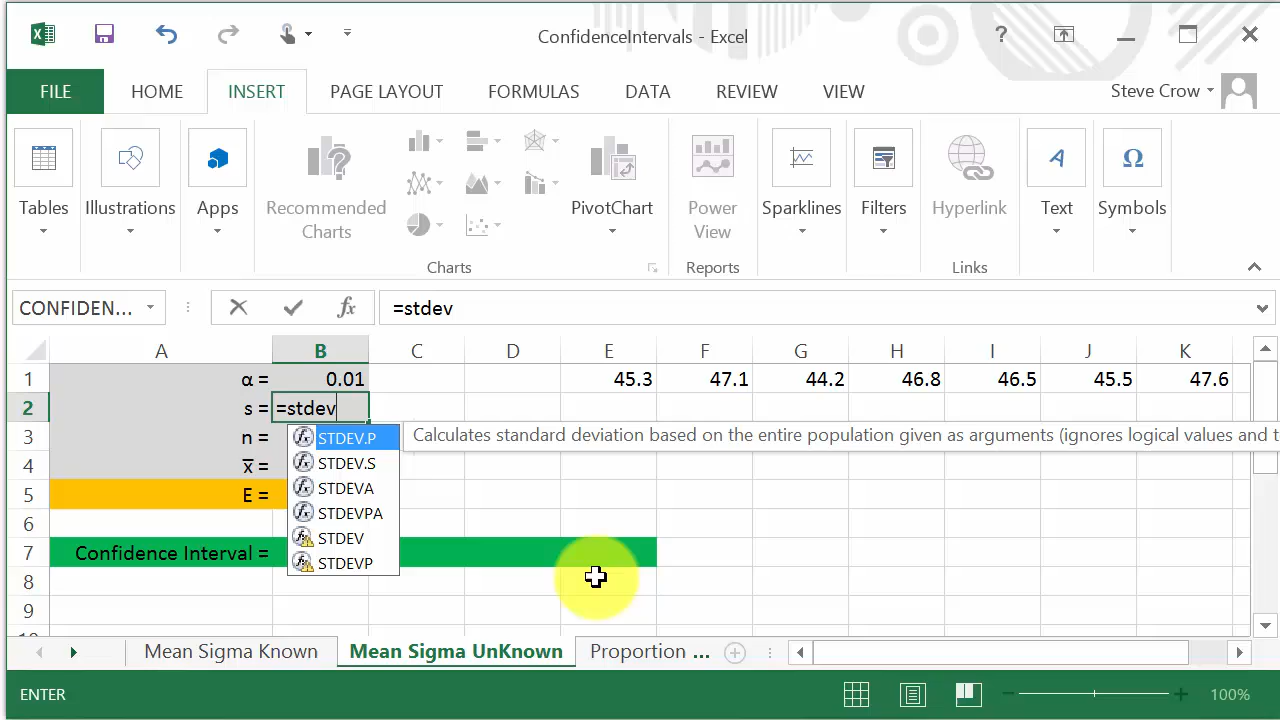 ConfidenceIntervals - Excel
?
FILE HOME INSERT PAGE LAYOUT FORMULAS DATA REVIEW VIEW Steve Crow
Tables Illustrations Apps Recommended Charts PivotChart Power View Sparklines Filters Hyperlink Text Symbols
Charts Reports Links
CONFIDEN... fx =stdev
A B C D E F G H I J K
1 α = 0.01 45.3 47.1 44.2 46.8 46.5 45.5 47.6
2 s = =stdev
3 n =
STDEV.P Calculates standard deviation based on the entire population given as arguments (ignores logical values and t
4 x̅ =
STDEV.S
STDEVA
5 E =
STDEVPA
6
STDEV
7 Confidence Interval =
STDEVP
8
9
10
Mean Sigma Known Mean Sigma UnKnown Proportion ...
ENTER 100%